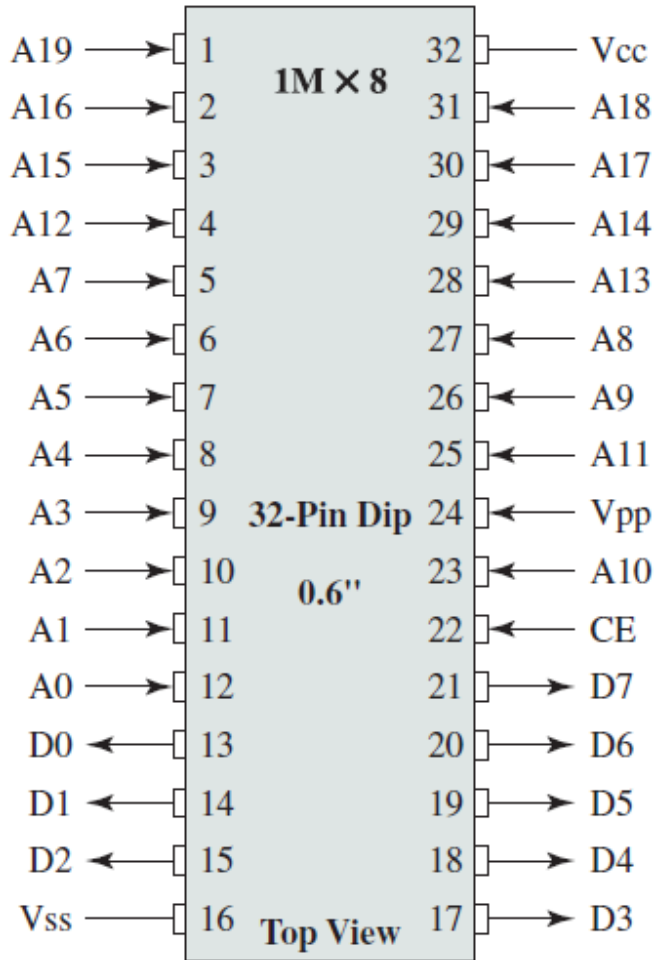 A19 1 32 Vcc
1M × 8
A16 2 31 A18
A15 3 30 A17
A12 4 29 A14
A7 5 28 A13
A6 6 27 A8
A5 7 26 A9
A4 8 25 A11
A3 9 32-Pin Dip 24 Vpp
A2 10 23 A10
0.6"
A1 11 22 CE
A0 12 21 D7
D0 13 20 D6
D1 14 19 D5
D2 15 18 D4
Vss 16 Top View 17 D3